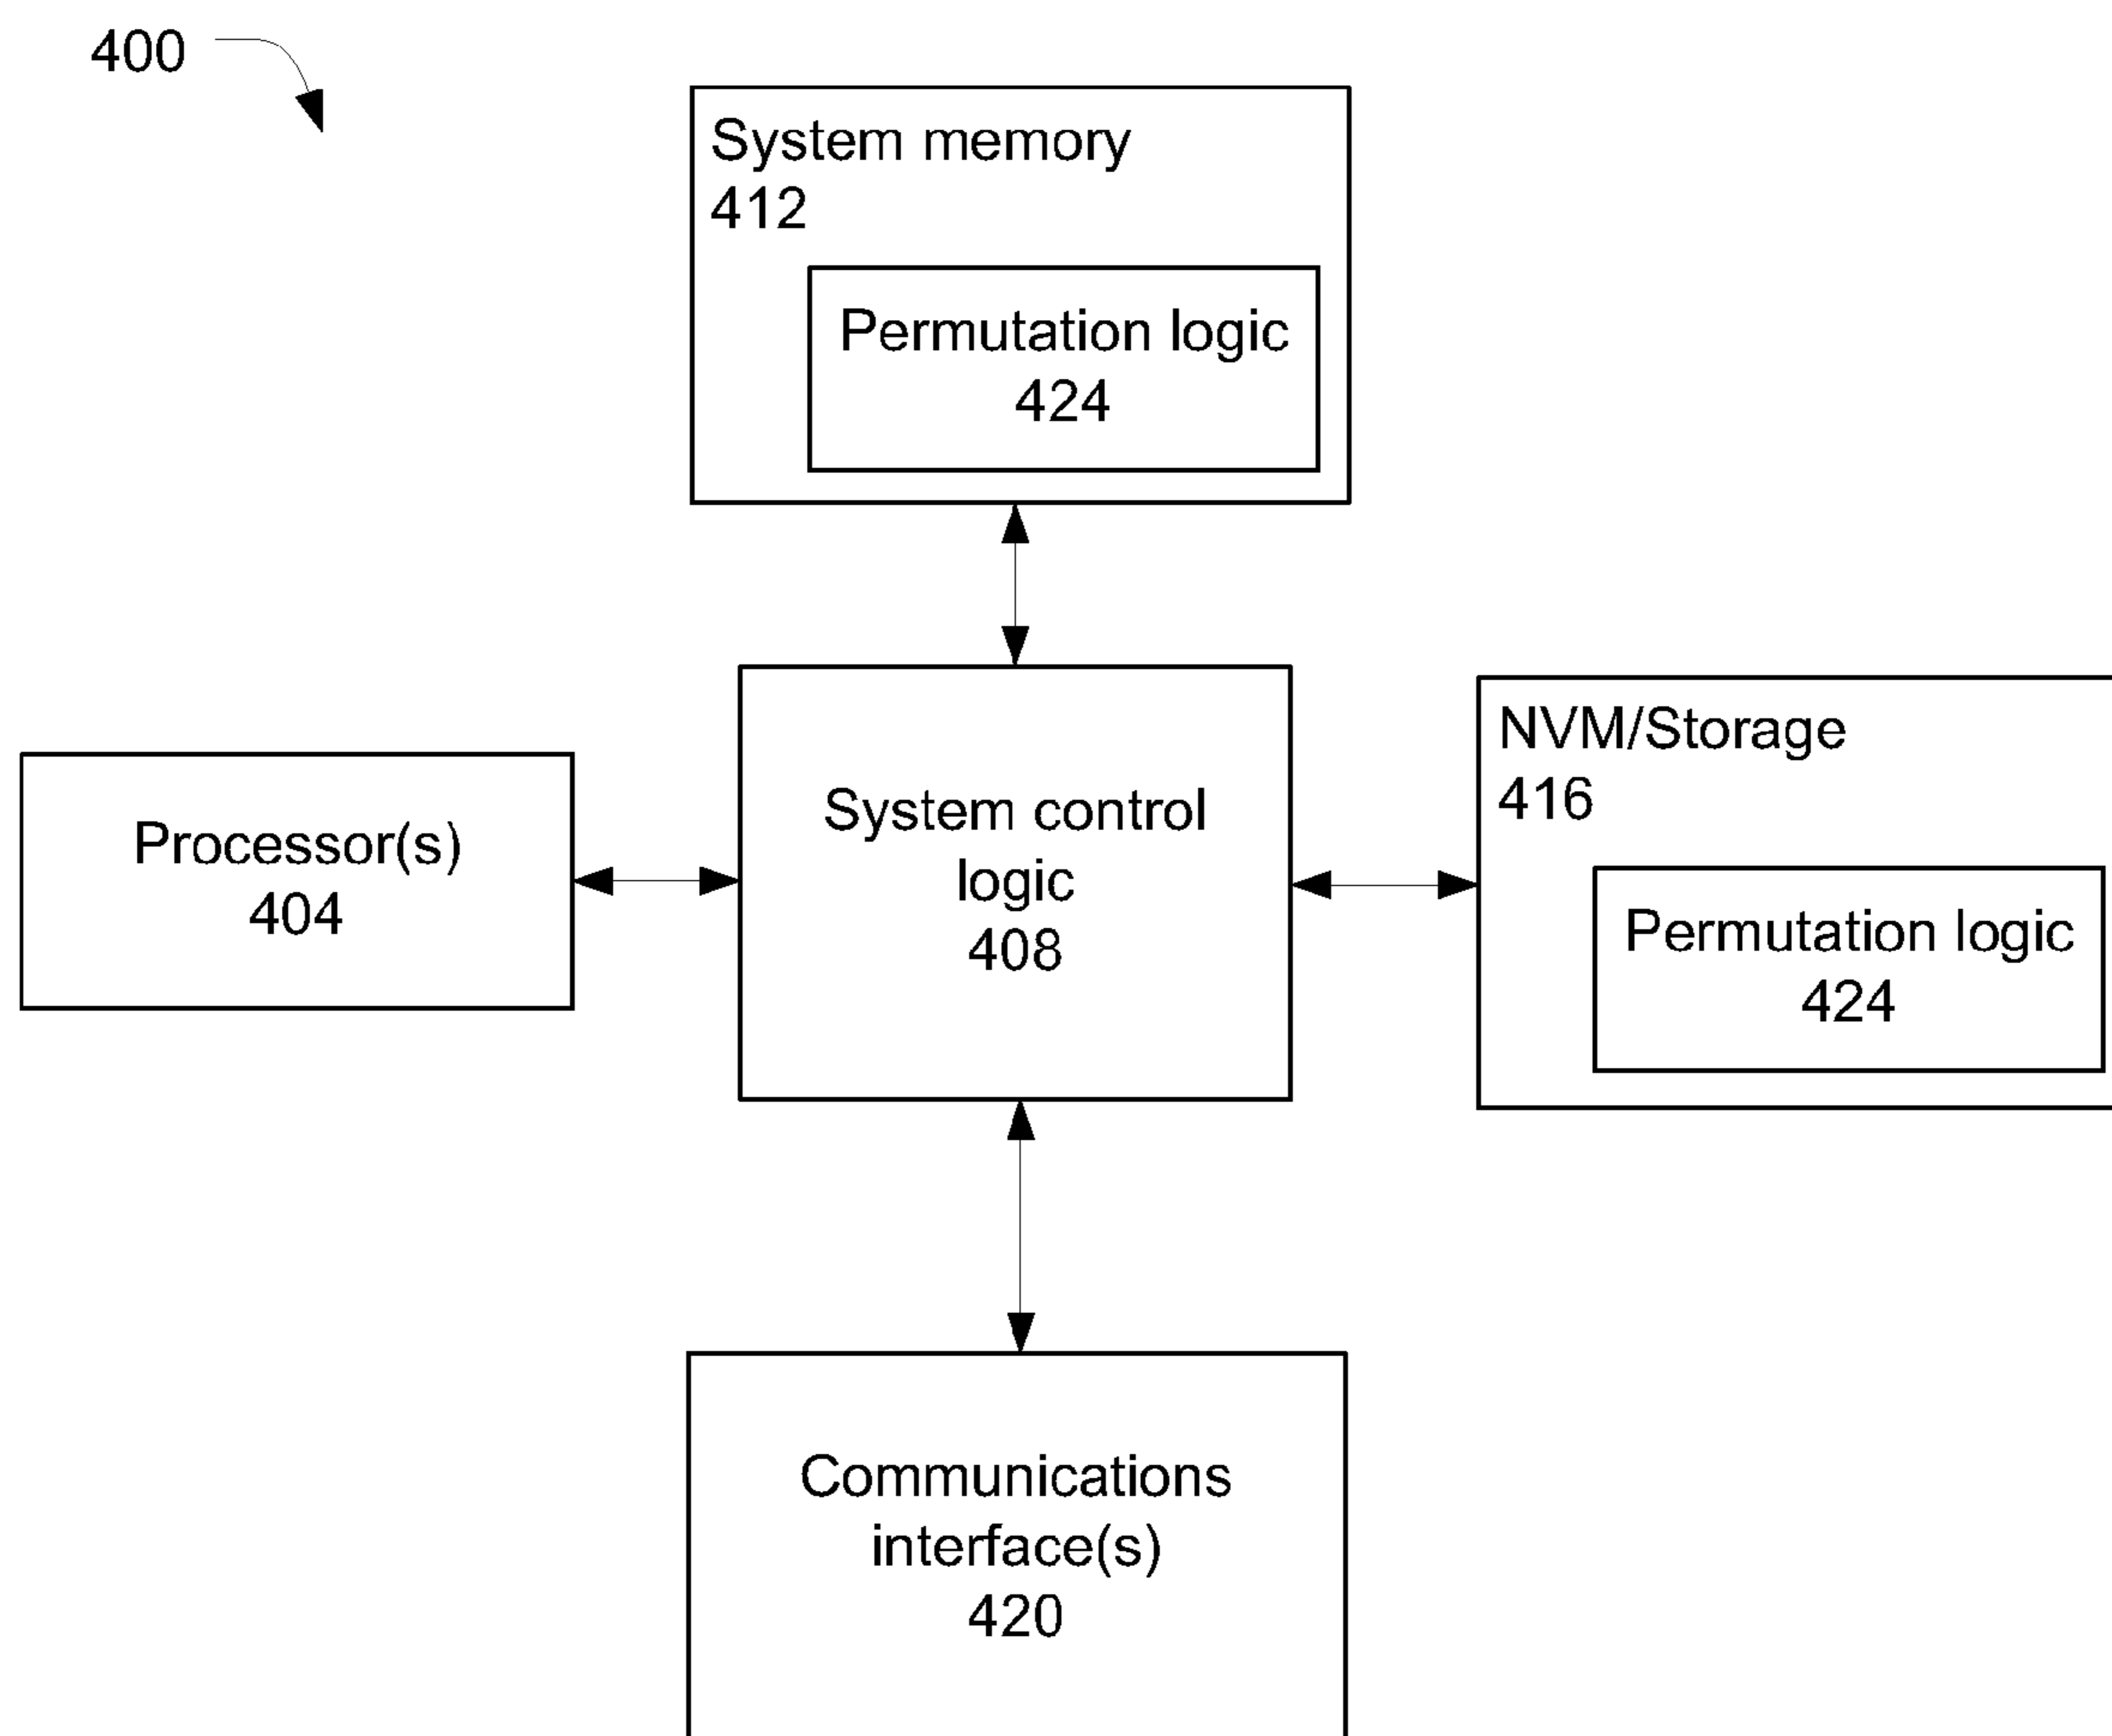 400
System memory
412
Permutation logic
424
Processor(s)
404
System control
logic
408
NVM/Storage
416
Permutation logic
424
Communications
interface(s)
420